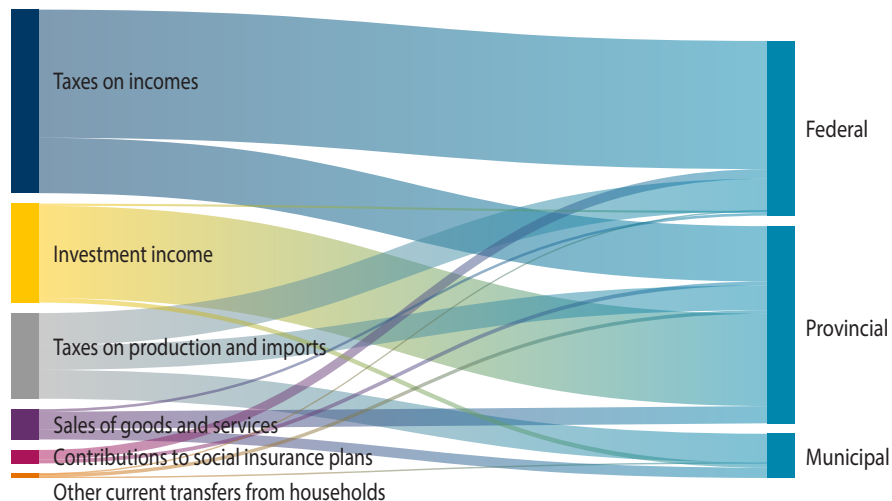 Taxes on incomes
Investment income
Taxes on production and imports
Sales of goods and services
Contributions to social insurance plans
Other current transfers from households
Federal
Provincial
Municipal